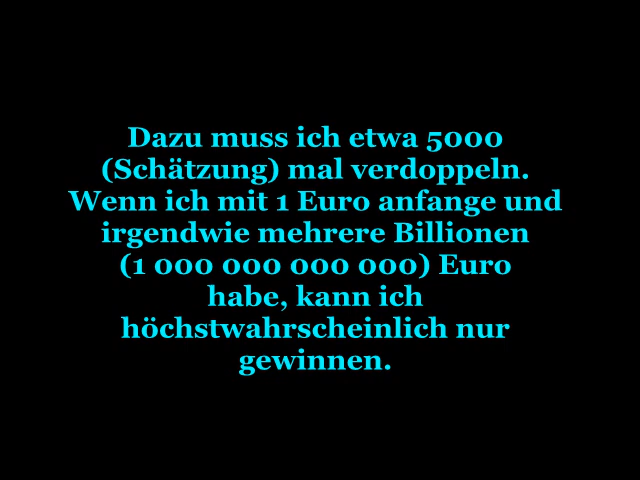 Dazu muss ich etwa 5000
(Schätzung) mal verdoppeln.
Wenn ich mit 1 Euro anfange und
irgendwie mehrere Billionen
(1 000 000 000 000) Euro
habe, kann ich
höchstwahrscheinlich nur
gewinnen.